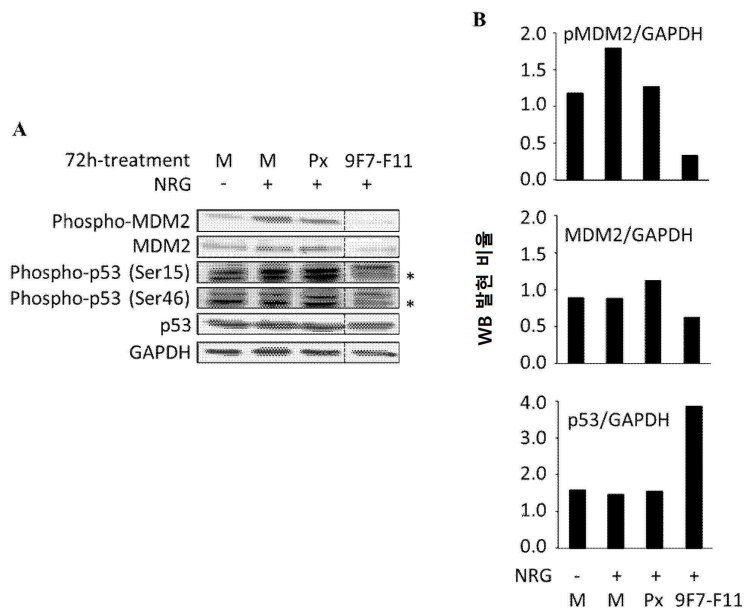 A
72h-treatment M M Px 9F7-F11
NRG - + + +
Phospho-MDM2
MDM2
Phospho-p53 (Ser15) *
Phospho-p53 (Ser46) *
p53
GAPDH
B
WB 발현 비율
pMDM2/GAPDH
2.0
1.5
1.0
0.5
0.0
MDM2/GAPDH
2.0
1.5
1.0
0.5
0.0
p53/GAPDH
4.0
3.0
2.0
1.0
0.0
NRG - + + +
M M Px 9F7-F11